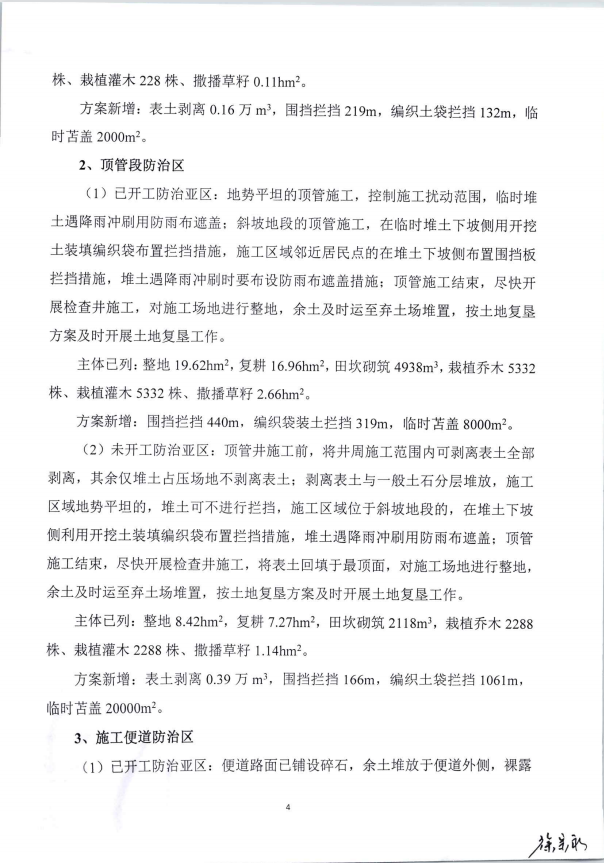 株、栽植灌木 228 株、撒播草籽 0.11hm²。
方案新增：表土剥离 0.16 万 m³，围挡拦挡 219m，编织土袋拦挡 132m，临
时苫盖 2000m²。
2、顶管段防治区
（1）已开工防治亚区：地势平坦的顶管施工，控制施工扰动范围，临时堆
土遇降雨冲刷用防雨布遮盖；斜坡地段的顶管施工，在临时堆土下坡侧用开挖
土装填编织袋布置拦挡措施，施工区域邻近居民点的在堆土下坡侧布置围挡板
拦挡措施，堆土遇降雨冲刷时要布设防雨布遮盖措施；顶管施工结束，尽快开
展检查井施工，对施工场地进行整地，余土及时运至弃土场堆置，按土地复垦
方案及时开展土地复垦工作。
主体已列：整地 19.62hm²，复耕 16.96hm²，田坎砌筑 4938m³，栽植乔木 5332
株、栽植灌木 5332 株、撒播草籽 2.66hm²。
方案新增：围挡拦挡 440m，编织袋装土拦挡 319m，临时苫盖 8000m²。
（2）未开工防治亚区：顶管井施工前，将井周施工范围内可剥离表土全部
剥离，其余仅堆土占压场地不剥离表土；剥离表土与一般土石分层堆放，施工
区域地势平坦的，堆土可不进行拦挡，施工区域位于斜坡地段的，在堆土下坡
侧利用开挖土装填编织袋布置拦挡措施，堆土遇降雨冲刷用防雨布遮盖；顶管
施工结束，尽快开展检查井施工，将表土回填于最顶面，对施工场地进行整地，
余土及时运至弃土场堆置，按土地复垦方案及时开展土地复垦工作。
主体已列：整地 8.42hm²，复耕 7.27hm²，田坎砌筑 2118m³，栽植乔木 2288
株、栽植灌木 2288 株、撒播草籽 1.14hm²。
方案新增：表土剥离 0.39 万 m³，围挡拦挡 166m，编织土袋拦挡 1061m，
临时苫盖 20000m²。
3、施工便道防治区
（1）已开工防治亚区：便道路面已铺设碎石，余土堆放于便道外侧，裸露
4